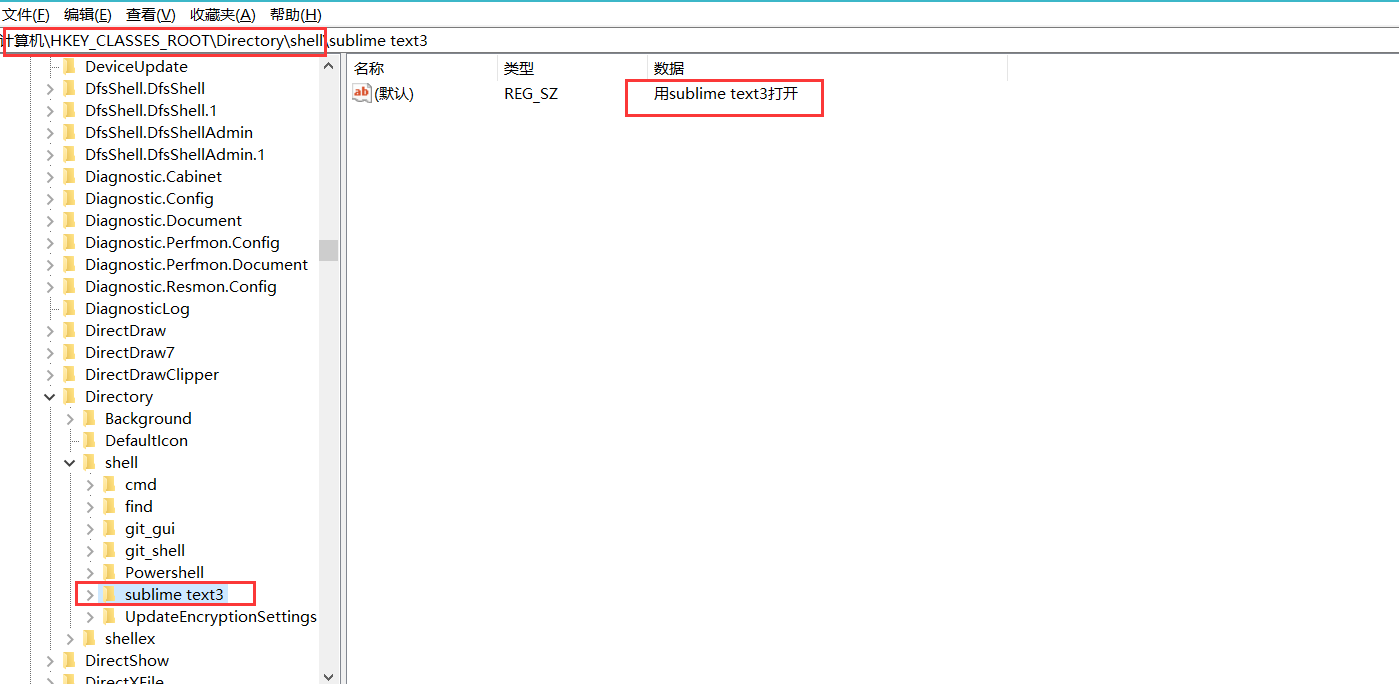 文件(F) 编辑(E) 查看(V) 收藏夹(A) 帮助(H)
计算机\HKEY_CLASSES_ROOT\Directory\shell\sublime text3
DeviceUpdate
DfsShell.DfsShell
DfsShell.DfsShell.1
DfsShell.DfsShellAdmin
DfsShell.DfsShellAdmin.1
Diagnostic.Cabinet
Diagnostic.Config
Diagnostic.Document
Diagnostic.Perfmon.Config
Diagnostic.Perfmon.Document
Diagnostic.Resmon.Config
DiagnosticLog
DirectDraw
DirectDraw7
DirectDrawClipper
Directory
Background
DefaultIcon
shell
cmd
find
git_gui
git_shell
Powershell
sublime text3
UpdateEncryptionSettings
shellex
DirectShow
DirectXFile
名称 类型 数据
ab (默认) REG_SZ 用sublime text3打开